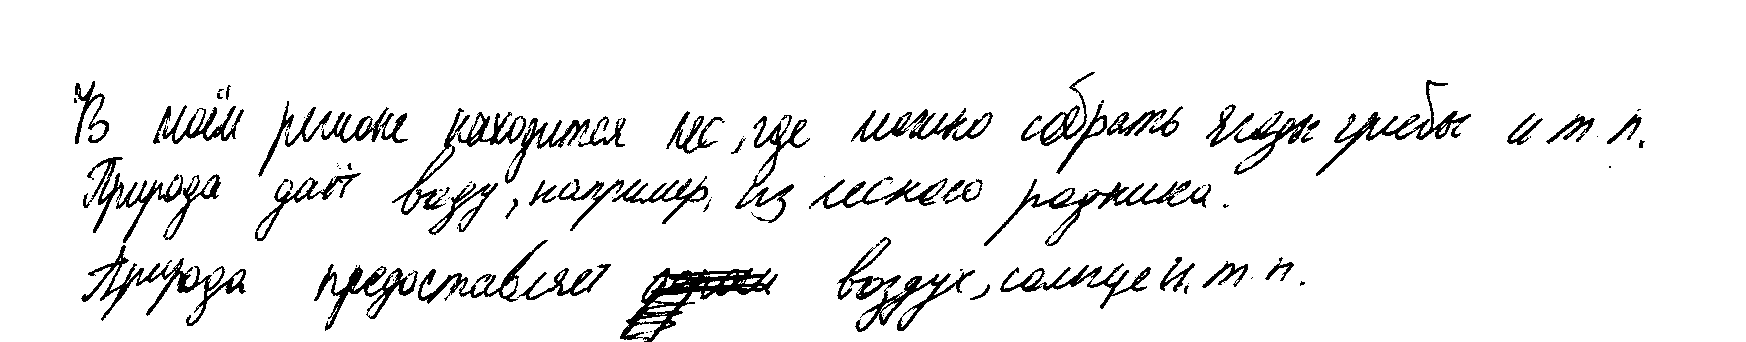 В моём регионе находится лес, где можно собрать ягоды грибы и т.п.
Природа даёт воду, например, из лесного родника.
Природа предоставляет воздух, солнце и.т.п.